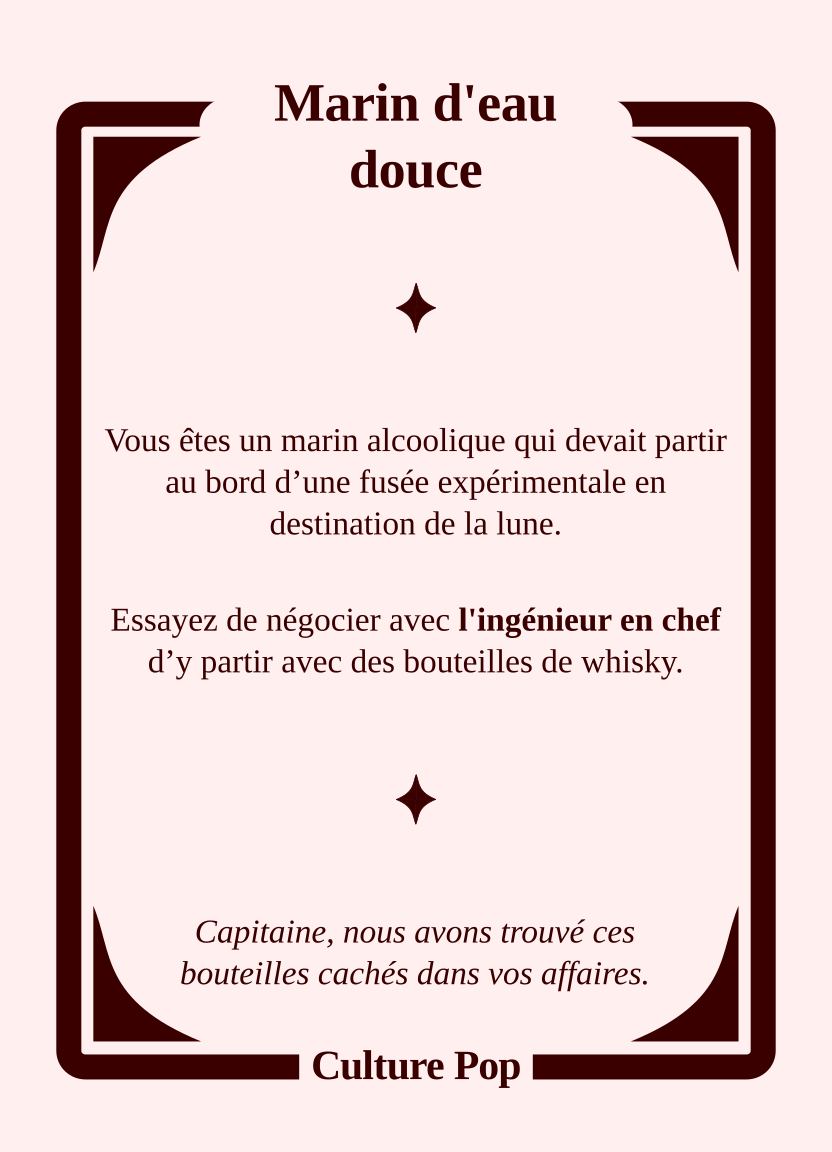 Marin d'eau
douce
Vous êtes un marin alcoolique qui devait partir
au bord d’une fusée expérimentale en
destination de la lune.
Essayez de négocier avec l'ingénieur en chef
d’y partir avec des bouteilles de whisky.
Capitaine, nous avons trouvé ces
bouteilles cachés dans vos affaires.
Culture Pop